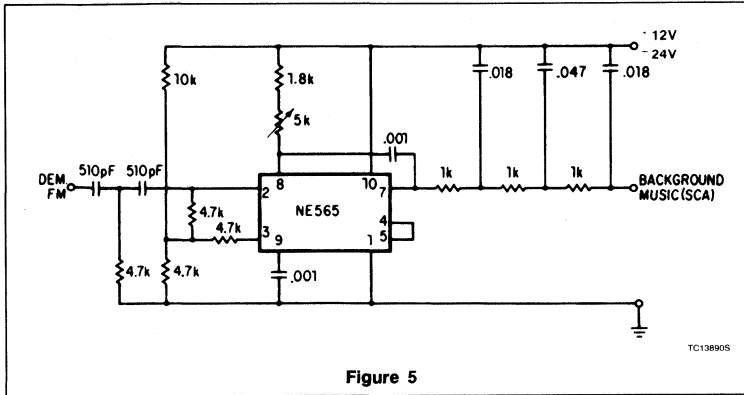 - 12V
- 24V
10k
1.8k
5k
.018
.047
.018
.001
510pF 510pF
DEM.
FM
1k 1k 1k
BACKGROUND
MUSIC(SCA)
2 8 10 7
NE565
4.7k
4.7k
3 9 1 4
5
4.7k 4.7k
.001
TC13890S
Figure 5